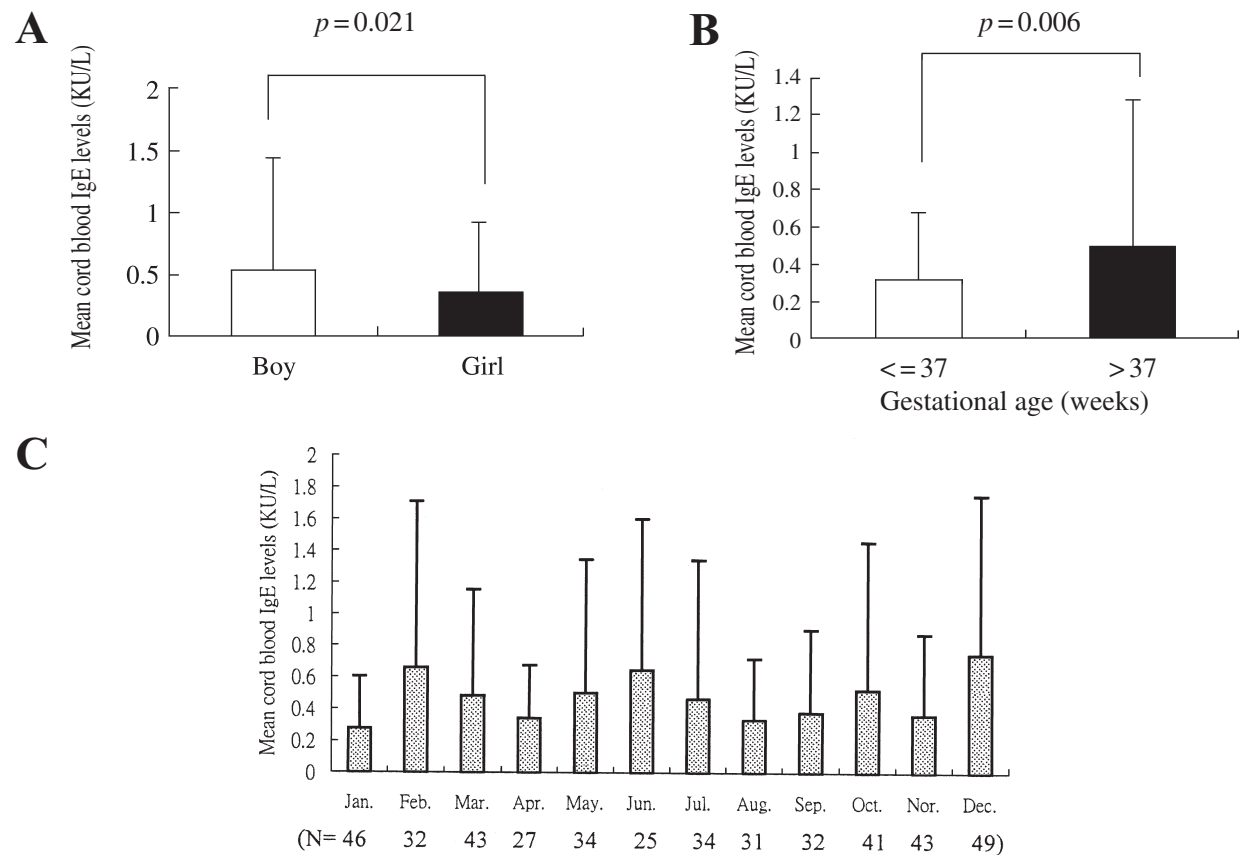 A
p = 0.021
Mean cord blood IgE levels (KU/L)
2
1.5
1
0.5
0
Boy Girl
B
p = 0.006
Mean cord blood IgE levels (KU/L)
1.4
1.2
1
0.8
0.6
0.4
0.2
0
<= 37 > 37
Gestational age (weeks)
C
Mean cord blood IgE levels (KU/L)
2
1.8
1.6
1.4
1.2
1
0.8
0.6
0.4
0.2
0
Jan. Feb. Mar. Apr. May. Jun. Jul. Aug. Sep. Oct. Nor. Dec.
(N= 46 32 43 27 34 25 34 31 32 41 43 49)